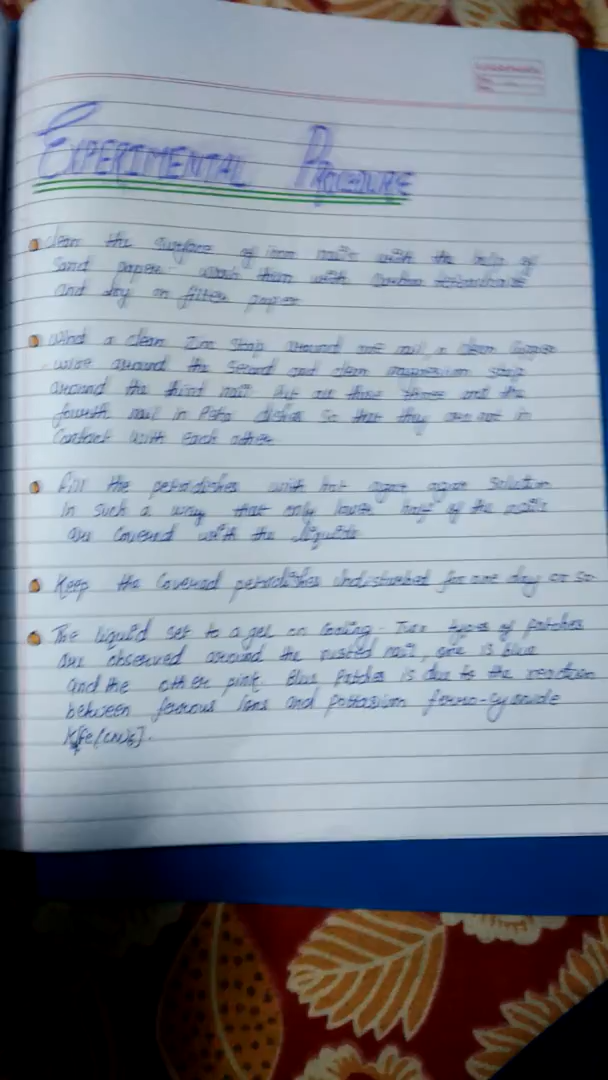 EXPERIMENTAL PROCEDURE
Clean the surface of iron nails with the help of
Sand paper. Wash them with Carbon tetrachloride
and dry on filter paper
Wind a clean Zinc Strip around one nail, a clean Copper
wire around the Second and clean magnesium strip
around the third nail. Put all these three and the
fourth nail in Petri dishes so that they are not in
Contact with each other
Fill the petridishes with hot agar agar Solution
in such a way that only half of the nails
are Covered with the liquids
Keep the Covered petridishes Undisturbed for one day or so
The liquid set to a gel on Cooling. Two types of patches
are observed around the rusted nail, one is blue
and the other pink. Blue Patches is due to the reaction
between ferrous Ions and potassium ferro-cyanide